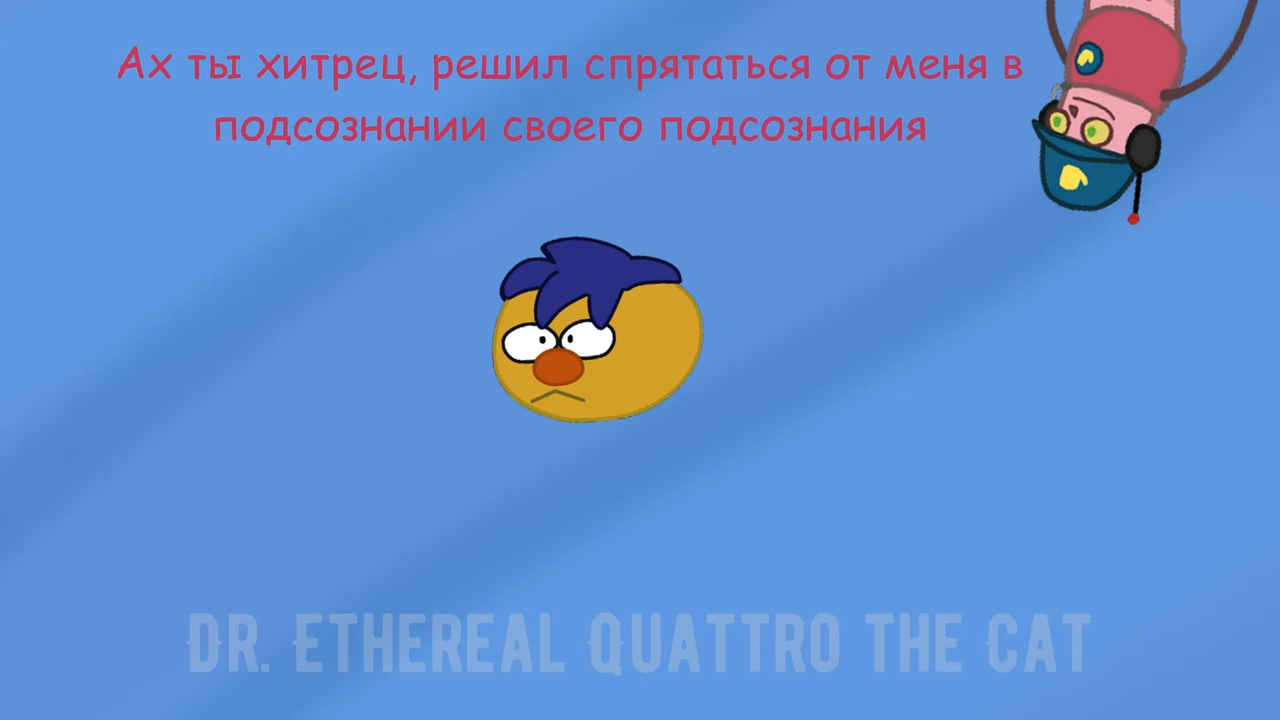 Ах ты хитрец, решил спрятаться от меня в
подсознании своего подсознания
Dr. Ethereal Quattro the Cat